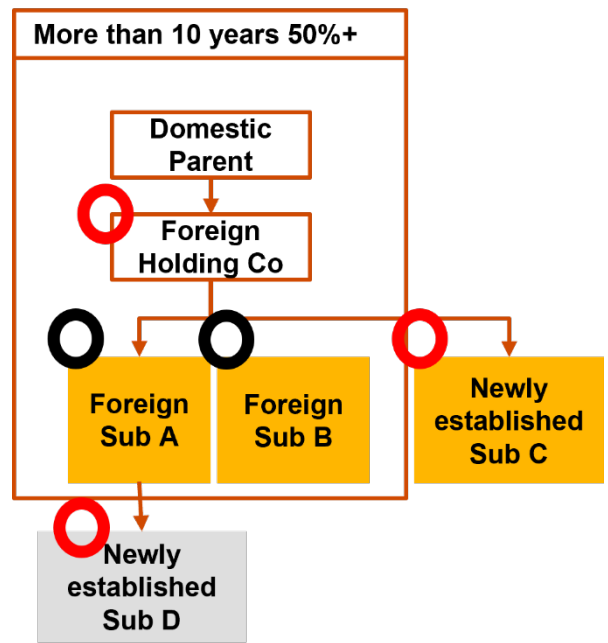 More than 10 years 50%+
Domestic
Parent
Foreign
Holding Co
Foreign
Sub A
Foreign
Sub B
Newly
established
Sub C
Newly
established
Sub D